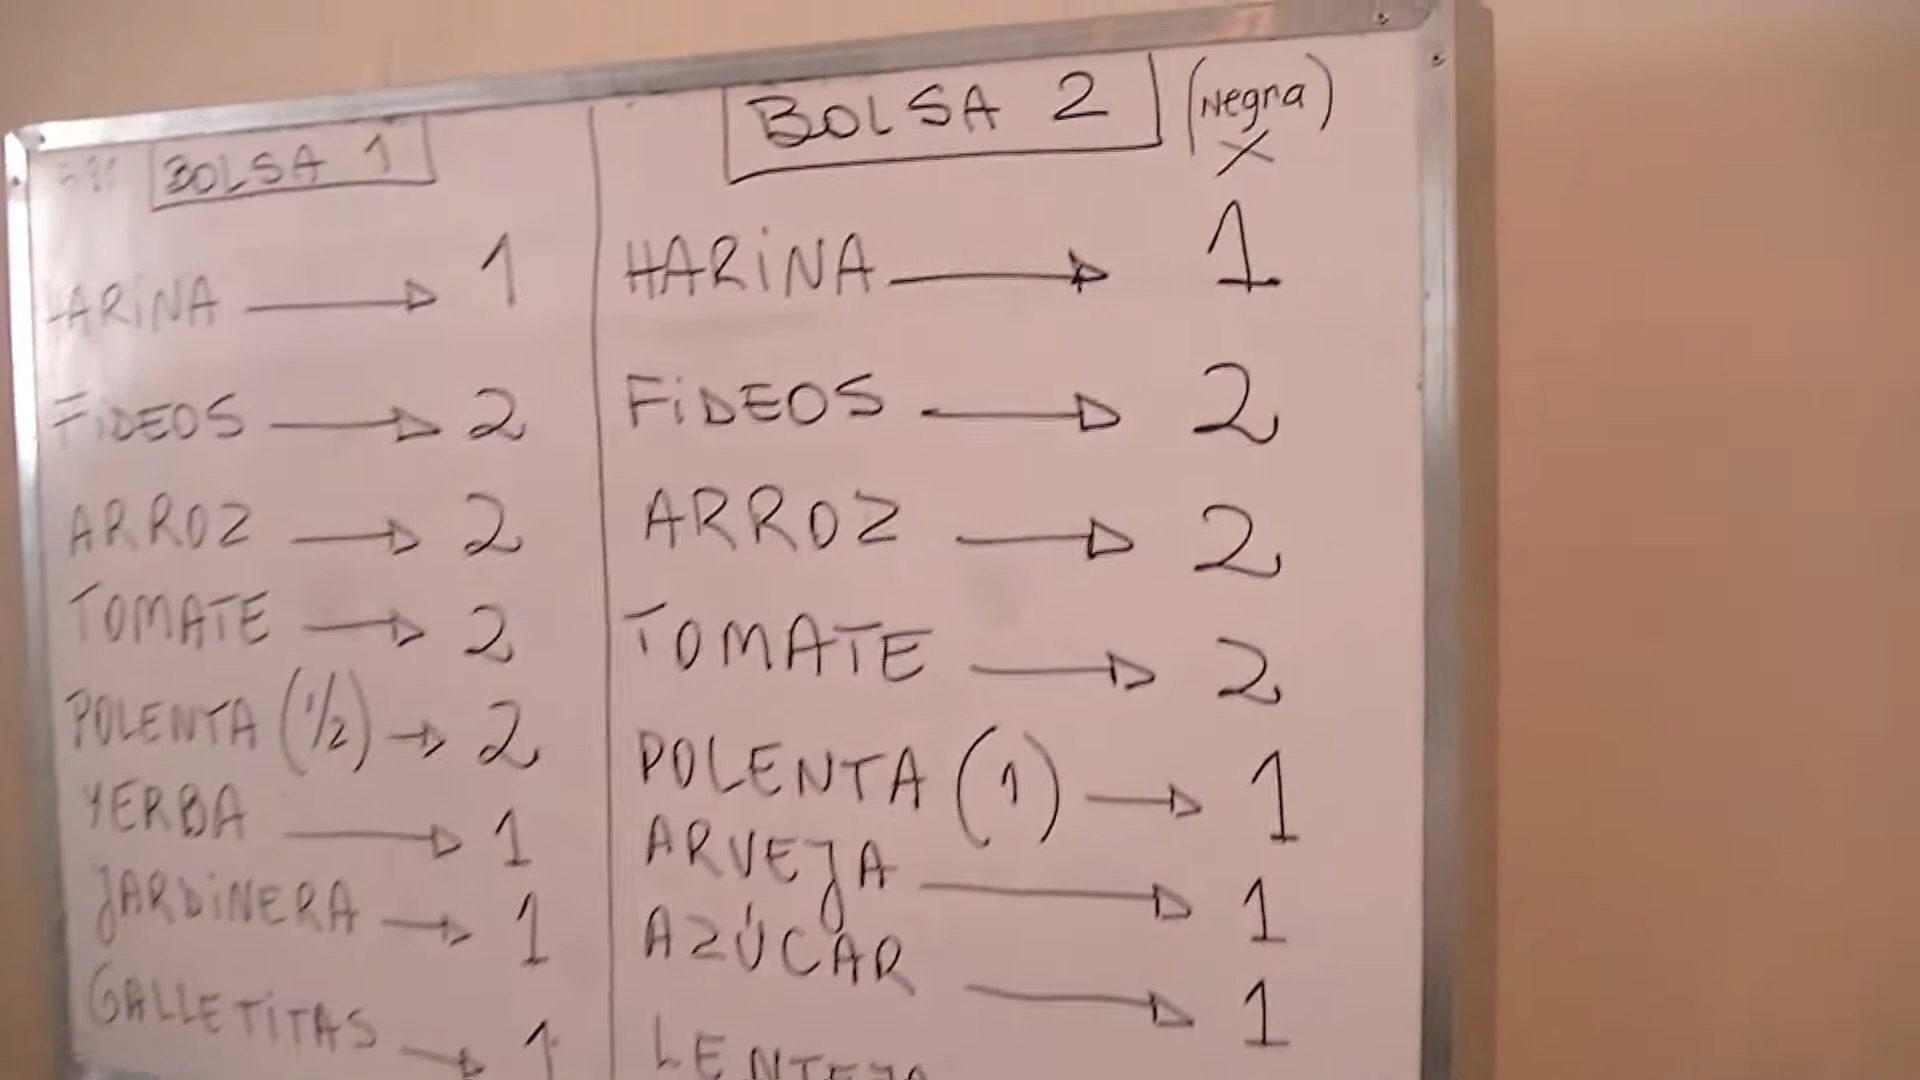 BOLSA 1
HARINA → 1
FIDEOS → 2
ARROZ → 2
TOMATE → 2
POLENTA (1/2) → 2
YERBA → 1
JARDINERA → 1
GALLETITAS → 1
BOLSA 2 (Negra)
X
HARINA → 1
FIDEOS → 2
ARROZ → 2
TOMATE → 2
POLENTA (1) → 1
ARVEJA → 1
AZÚCAR → 1
LENTEJA